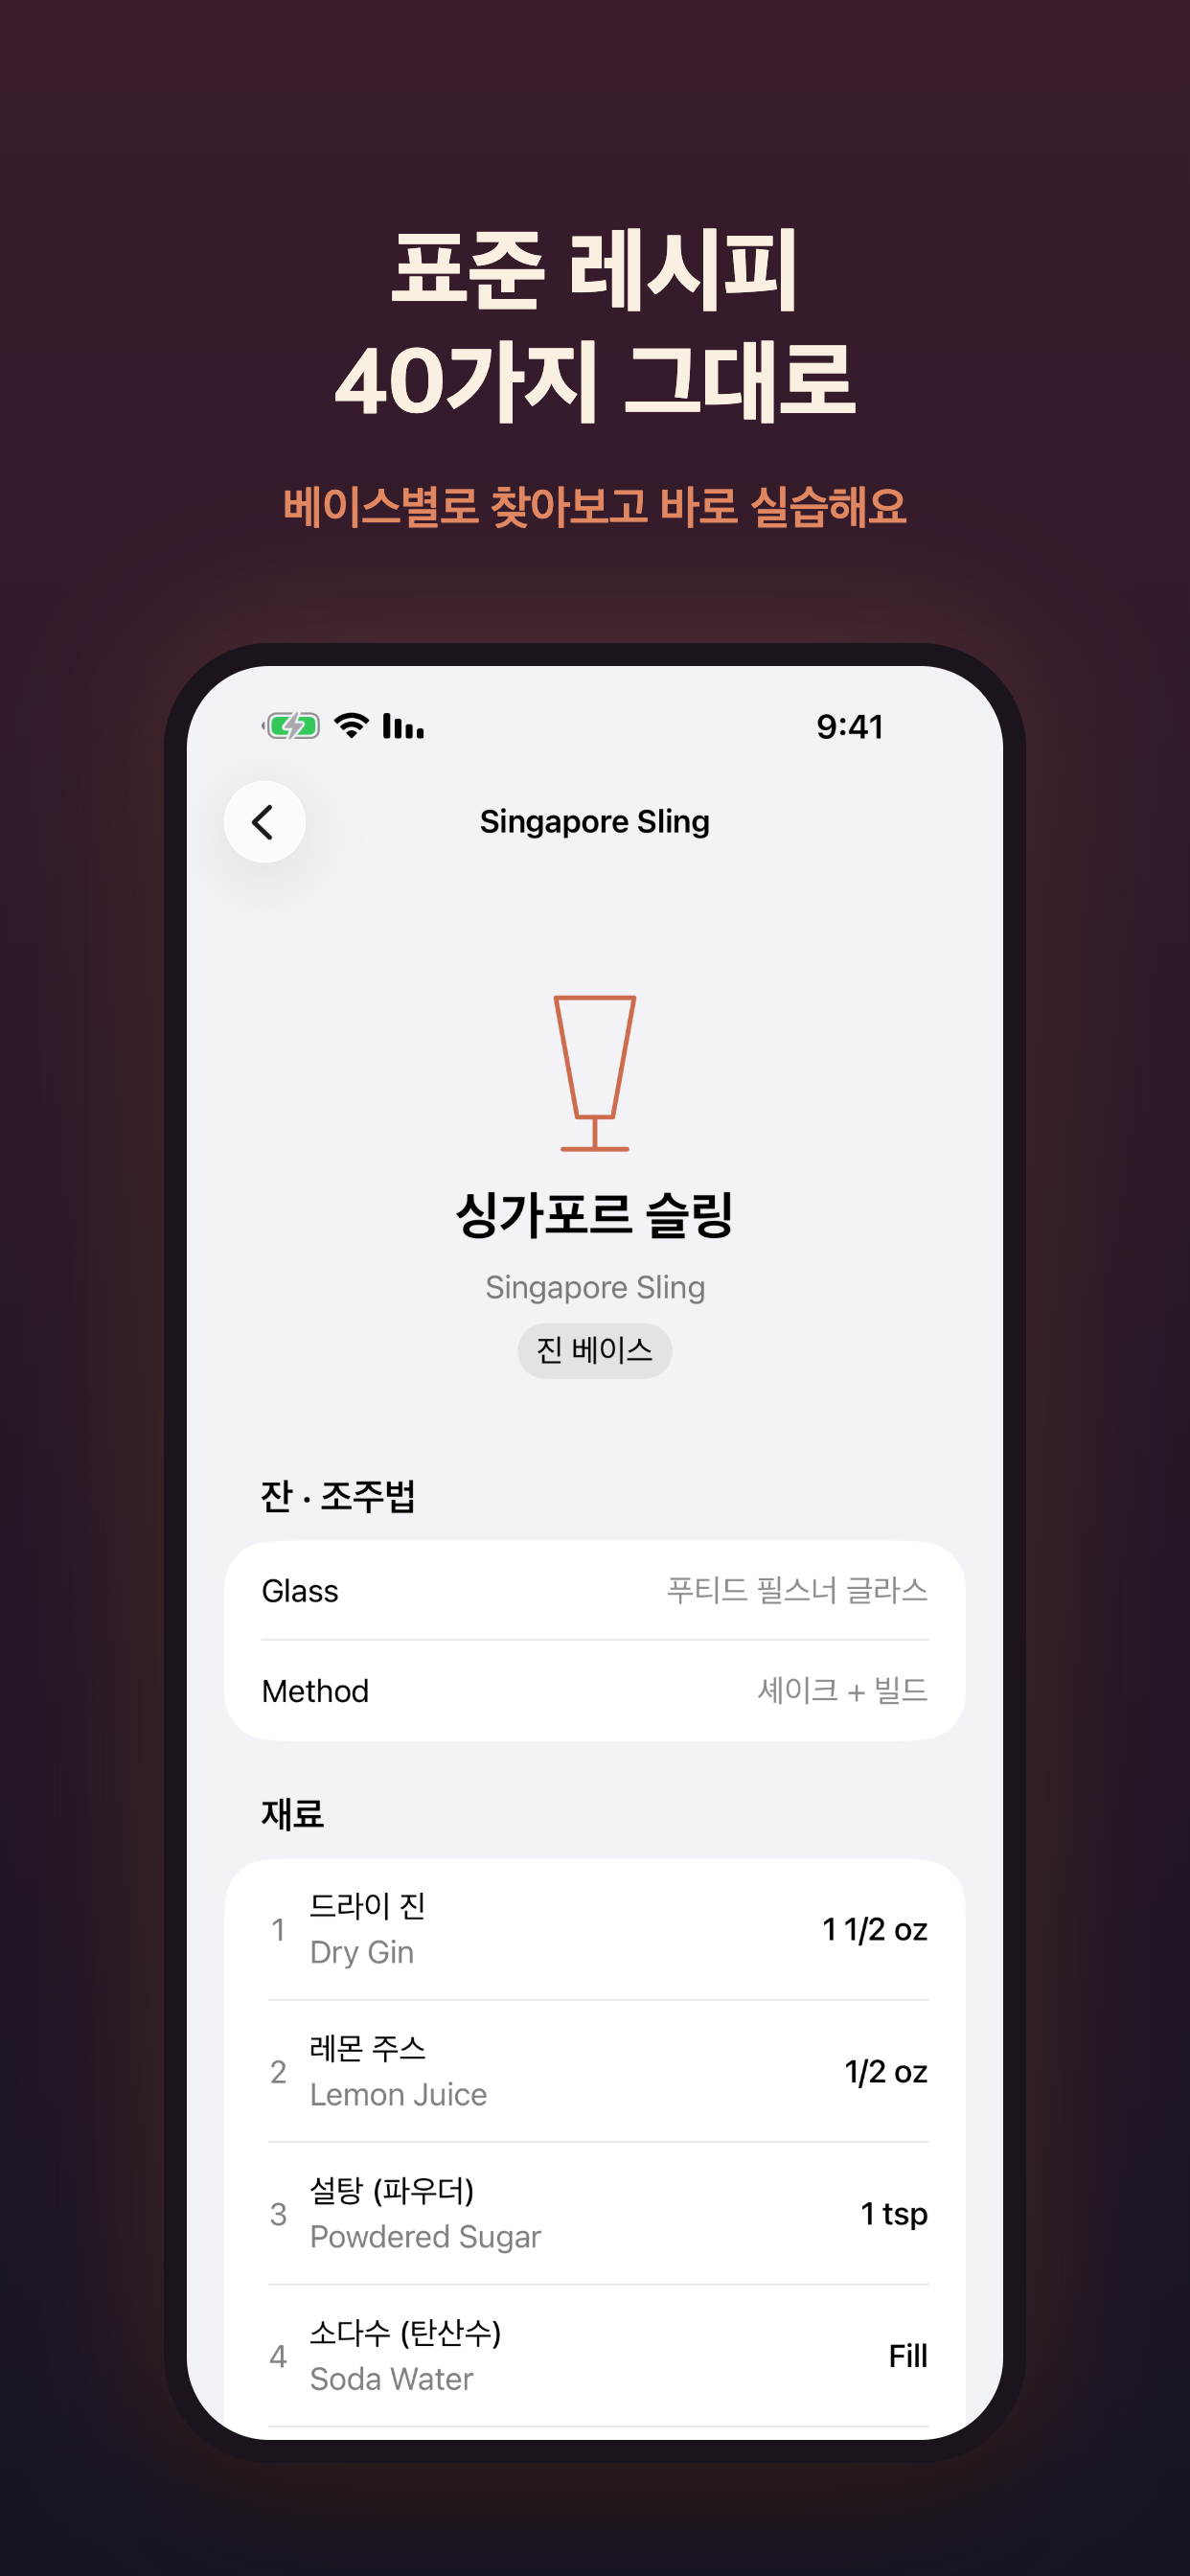 표준 레시피
40가지 그대로
베이스별로 찾아보고 바로 실습해요
9:41
Singapore Sling
싱가포르 슬링
Singapore Sling
진 베이스
잔 · 조주법
Glass 푸티드 필스너 글라스
Method 셰이크 + 빌드
재료
1 드라이 진
Dry Gin 1 1/2 oz
2 레몬 주스
Lemon Juice 1/2 oz
3 설탕 (파우더)
Powdered Sugar 1 tsp
4 소다수 (탄산수)
Soda Water Fill